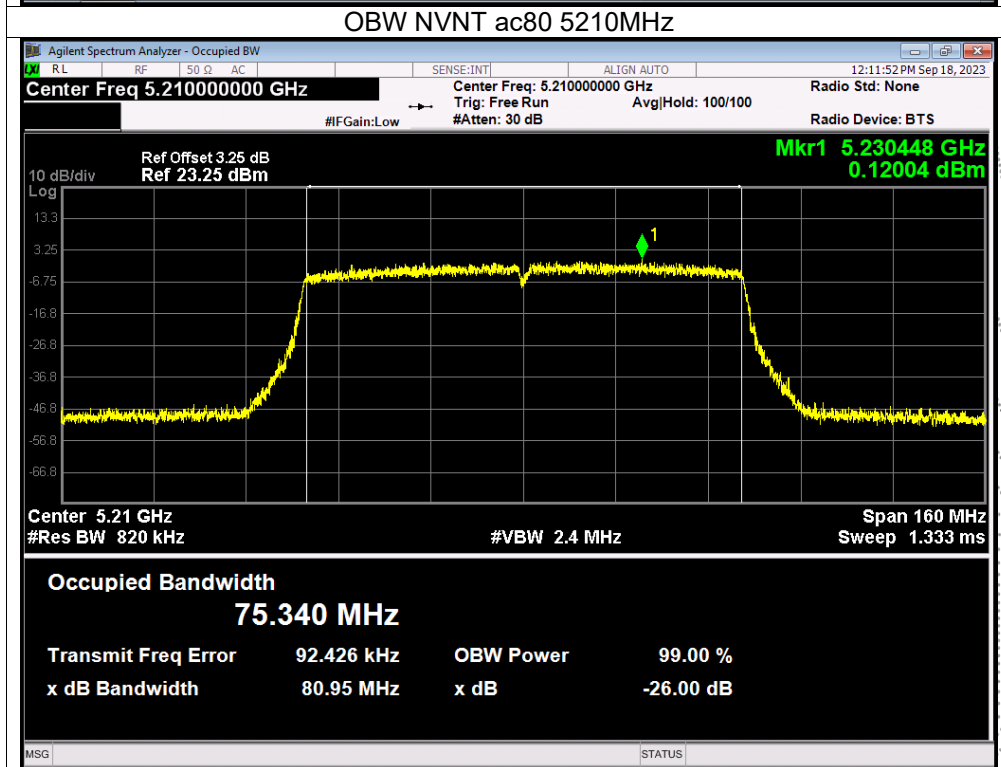 OBW NVNT ac80 5210MHz
Agilent Spectrum Analyzer - Occupied BW
LXI RL RF 50 Ω AC SENSE:INT ALIGN AUTO 12:11:52 PM Sep 18, 2023
Center Freq 5.210000000 GHz Center Freq: 5.210000000 GHz Radio Std: None
Trig: Free Run Avg|Hold: 100/100
#IFGain:Low #Atten: 30 dB Radio Device: BTS
Ref Offset 3.25 dB Mkr1 5.230448 GHz
10 dB/div Ref 23.25 dBm 0.12004 dBm
Log
13.3
1
3.25
-6.75
-16.8
-26.8
-36.8
-46.8
-56.8
-66.8
Center 5.21 GHz Span 160 MHz
#Res BW 820 kHz #VBW 2.4 MHz Sweep 1.333 ms
Occupied Bandwidth
75.340 MHz
Transmit Freq Error 92.426 kHz OBW Power 99.00 %
x dB Bandwidth 80.95 MHz x dB -26.00 dB
MSG STATUS